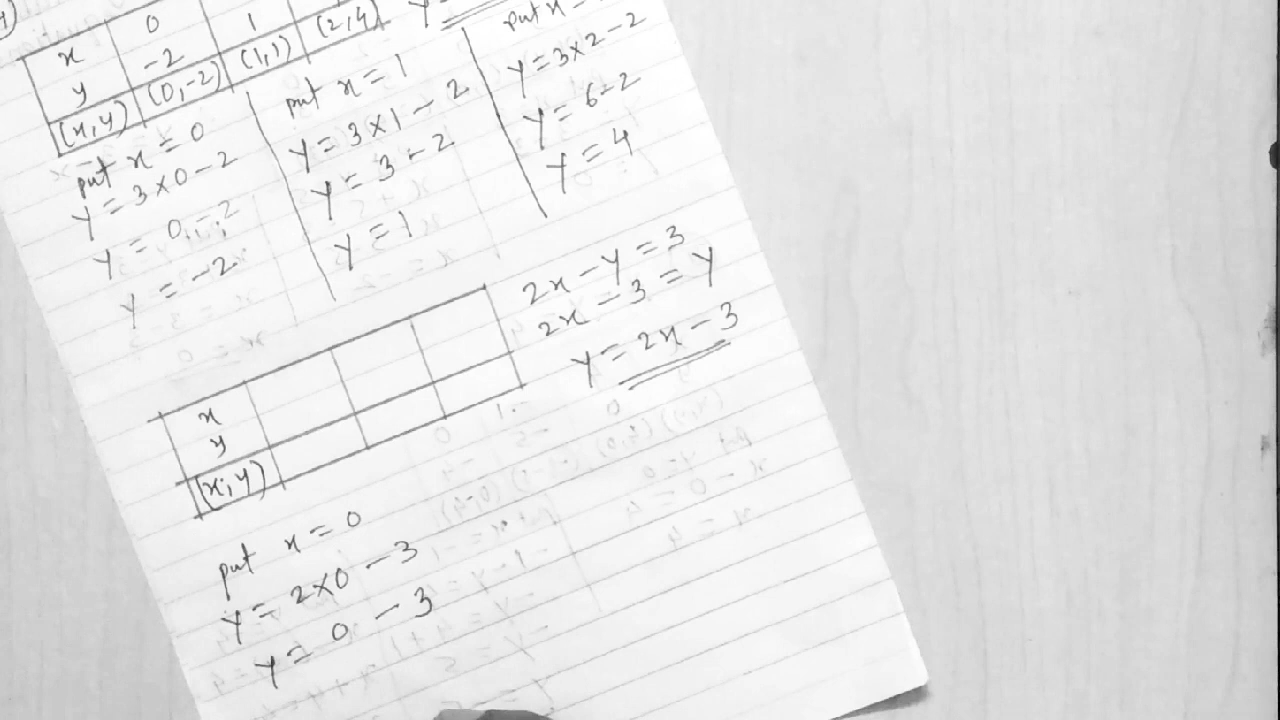 x 0 1
y -2
(x,y) (0,-2) (1,1) (2,4)
put x = 0
y = 3×0-2
y = 0-2
y = -2
put x = 1
y = 3×1-2
y = 3-2
y = 1
put x
y = 3×2-2
y = 6-2
y = 4
2x-y = 3
2x-3 = y
y = 2x-3
x
y
(x,y)
put x = 0
y = 2×0-3
y = 0-3